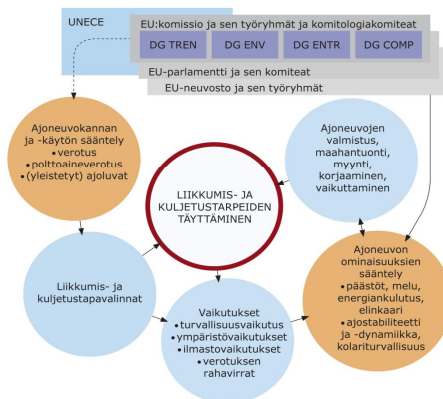 UNECE
EU:komissio ja sen työryhmät ja komitologiakomiteat
DG TREN
DG ENV
DG ENTR
DG COMP
EU-parlamentti ja sen komiteat
EU-neuvosto ja sen työryhmät
Ajoneuvokannan
ja -käytön sääntely
•verotus
•polttoaineverotus
•(yleistetyt) ajoluvat
Ajoneuvojen
valmistus,
maahantuonti,
myynti,
korjaaminen,
vaikuttaminen
LIIKKUMIS- JA
KULJETUSTARPEIDEN
TÄYTTÄMINEN
Liikkumis- ja
kuljetustapavalinnat
Vaikutukset
•turvallisuusvaikutus
•ympäristövaikutukset
•ilmastovaikutukset
•verotuksen
rahavirrat
Ajoneuvon
ominaisuuksien
sääntely
•päästöt, melu,
energiankulutus,
elinkaari
•ajostabiliteetti
ja -dynamiikka,
kolariturvallisuus